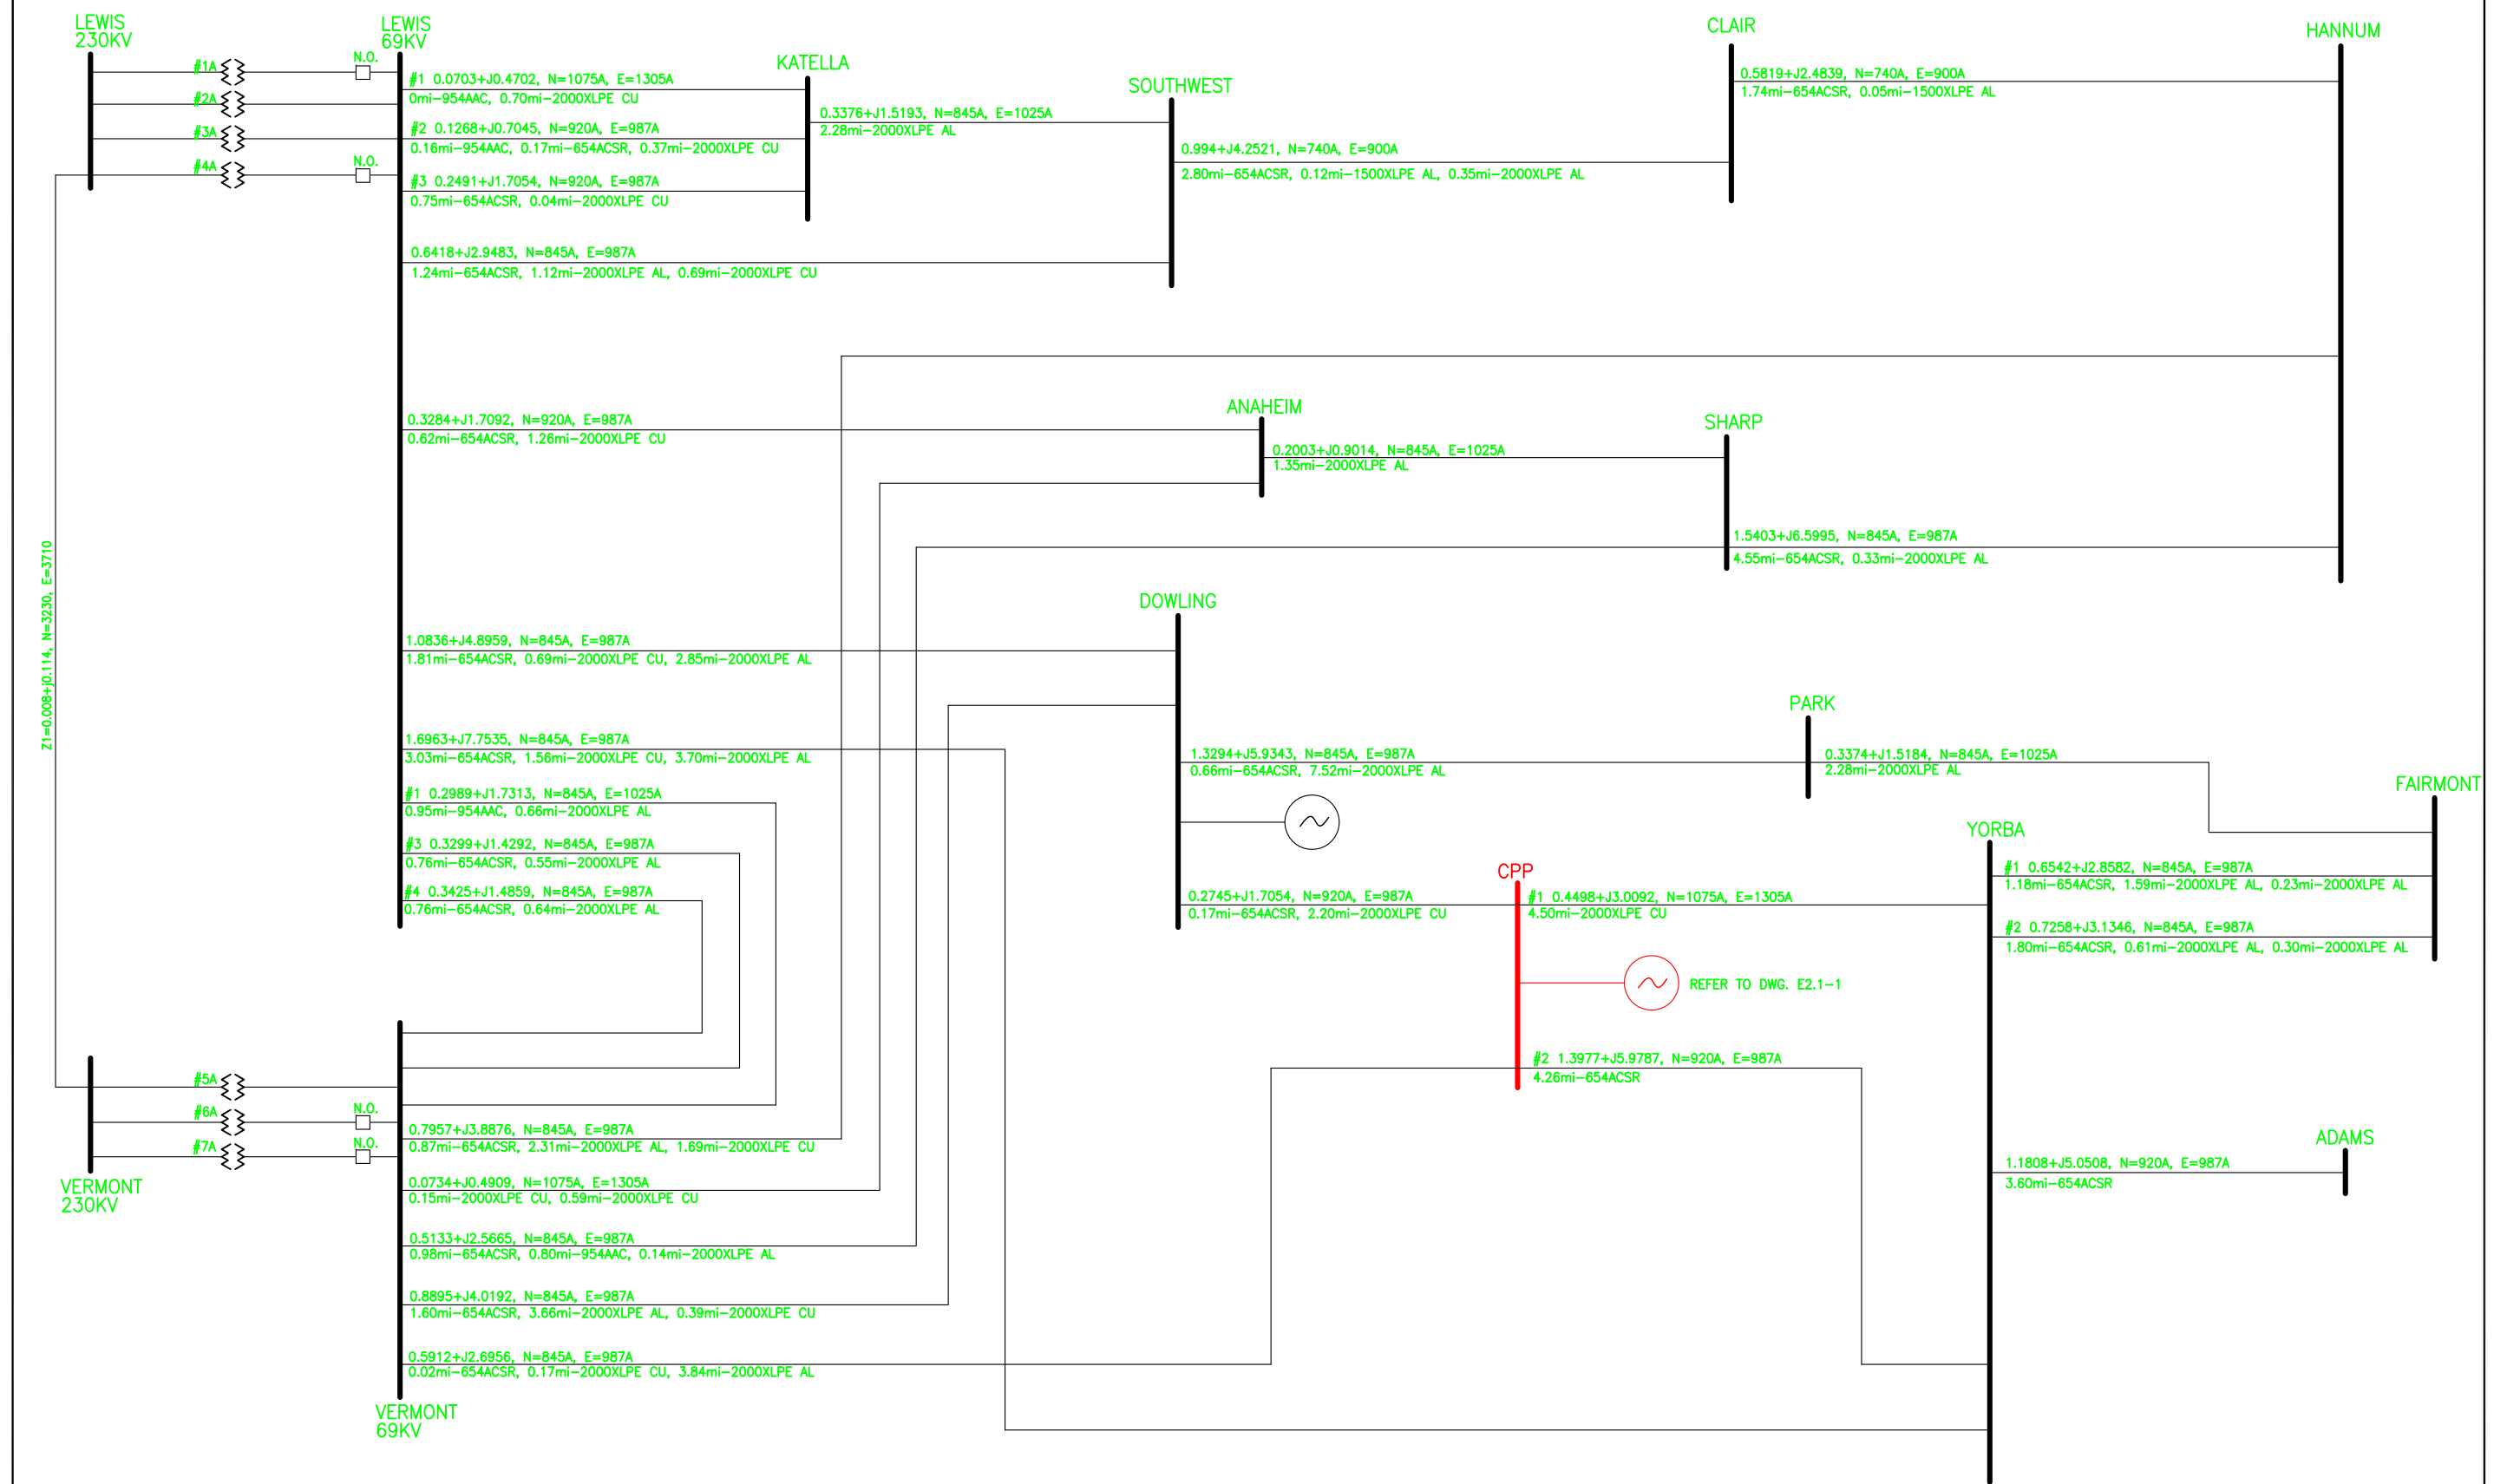 LEWIS
230KV
LEWIS
69KV
#1A
N.O.
#2A
#3A
#4A
N.O.
KATELLA
SOUTHWEST
CLAIR
HANNUM
#1 0.0703+J0.4702, N=1075A, E=1305A
0mi-954AAC, 0.70mi-2000XLPE CU
#2 0.1268+J0.7045, N=920A, E=987A
0.16mi-954AAC, 0.17mi-654ACSR, 0.37mi-2000XLPE CU
#3 0.2491+J1.7054, N=920A, E=987A
0.75mi-654ACSR, 0.04mi-2000XLPE CU
0.3376+J1.5193, N=845A, E=1025A
2.28mi-2000XLPE AL
0.994+J4.2521, N=740A, E=900A
2.80mi-654ACSR, 0.12mi-1500XLPE AL, 0.35mi-2000XLPE AL
0.5819+J2.4839, N=740A, E=900A
1.74mi-654ACSR, 0.05mi-1500XLPE AL
0.6418+J2.9483, N=845A, E=987A
1.24mi-654ACSR, 1.12mi-2000XLPE AL, 0.69mi-2000XLPE CU
0.3284+J1.7092, N=920A, E=987A
0.62mi-654ACSR, 1.26mi-2000XLPE CU
ANAHEIM
0.2003+J0.9014, N=845A, E=1025A
1.35mi-2000XLPE AL
SHARP
1.5403+J6.5995, N=845A, E=987A
4.55mi-654ACSR, 0.33mi-2000XLPE AL
Z1=0.008+j0.114, N=3230, E=3710
DOWLING
1.0836+J4.8959, N=845A, E=987A
1.81mi-654ACSR, 0.69mi-2000XLPE CU, 2.85mi-2000XLPE AL
1.6963+J7.7535, N=845A, E=987A
3.03mi-654ACSR, 1.56mi-2000XLPE CU, 3.70mi-2000XLPE AL
#1 0.2989+J1.7313, N=845A, E=1025A
0.95mi-954AAC, 0.66mi-2000XLPE AL
#3 0.3299+J1.4292, N=845A, E=987A
0.76mi-654ACSR, 0.55mi-2000XLPE AL
#4 0.3425+J1.4859, N=845A, E=987A
0.76mi-654ACSR, 0.64mi-2000XLPE AL
1.3294+J5.9343, N=845A, E=987A
0.66mi-654ACSR, 7.52mi-2000XLPE AL
PARK
0.3374+J1.5184, N=845A, E=1025A
2.28mi-2000XLPE AL
FAIRMONT
YORBA
#1 0.6542+J2.8582, N=845A, E=987A
1.18mi-654ACSR, 1.59mi-2000XLPE AL, 0.23mi-2000XLPE AL
#2 0.7258+J3.1346, N=845A, E=987A
1.80mi-654ACSR, 0.61mi-2000XLPE AL, 0.30mi-2000XLPE AL
0.2745+J1.7054, N=920A, E=987A
0.17mi-654ACSR, 2.20mi-2000XLPE CU
CPP
#1 0.4498+J3.0092, N=1075A, E=1305A
4.50mi-2000XLPE CU
REFER TO DWG. E2.1-1
#2 1.3977+J5.9787, N=920A, E=987A
4.26mi-654ACSR
ADAMS
1.1808+J5.0508, N=920A, E=987A
3.60mi-654ACSR
#5A
#6A
N.O.
#7A
N.O.
VERMONT
230KV
0.7957+J3.8876, N=845A, E=987A
0.87mi-654ACSR, 2.31mi-2000XLPE AL, 1.69mi-2000XLPE CU
0.0734+J0.4909, N=1075A, E=1305A
0.15mi-2000XLPE CU, 0.59mi-2000XLPE CU
0.5133+J2.5665, N=845A, E=987A
0.98mi-654ACSR, 0.80mi-954AAC, 0.14mi-2000XLPE AL
0.8895+J4.0192, N=845A, E=987A
1.60mi-654ACSR, 3.66mi-2000XLPE AL, 0.39mi-2000XLPE CU
0.5912+J2.6956, N=845A, E=987A
0.02mi-654ACSR, 0.17mi-2000XLPE CU, 3.84mi-2000XLPE AL
VERMONT
69KV